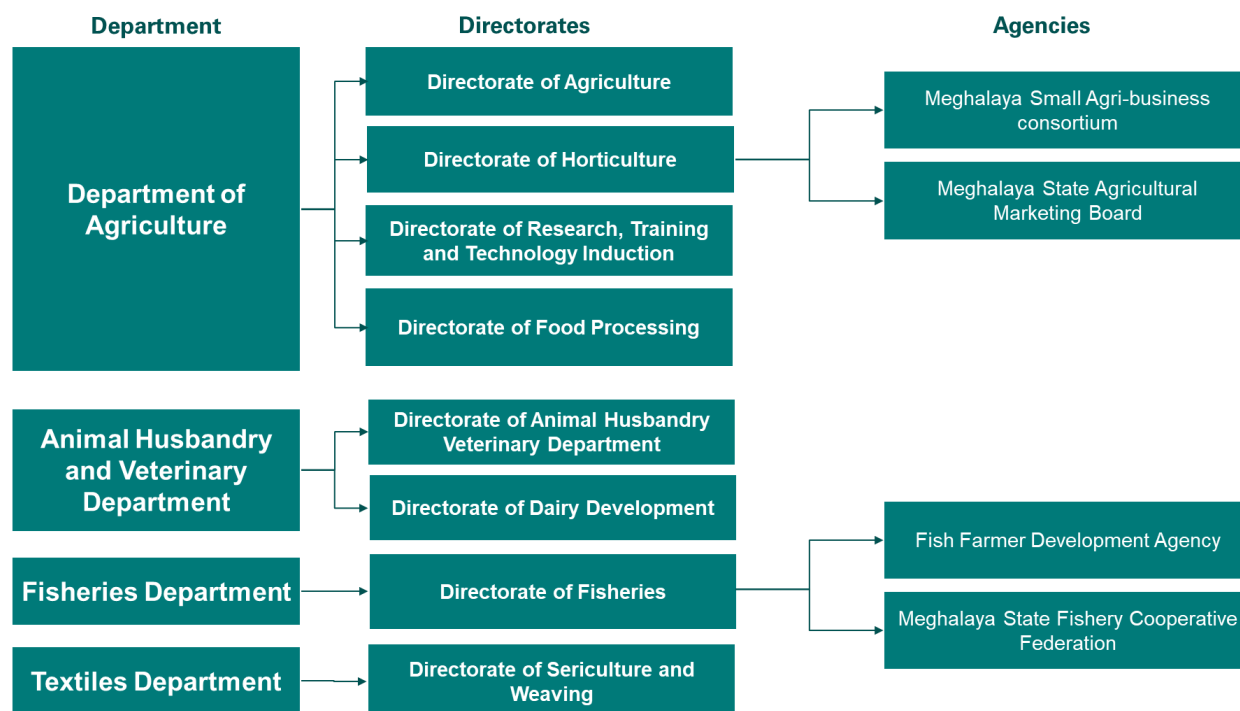 Department
Directorates
Agencies
Department of
Agriculture
Directorate of Agriculture
Directorate of Horticulture
Directorate of Research, Training
and Technology Induction
Directorate of Food Processing
Meghalaya Small Agri-business
consortium
Meghalaya State Agricultural
Marketing Board
Animal Husbandry
and Veterinary
Department
Directorate of Animal Husbandry
Veterinary Department
Directorate of Dairy Development
Fisheries Department
Directorate of Fisheries
Fish Farmer Development Agency
Meghalaya State Fishery Cooperative
Federation
Textiles Department
Directorate of Sericulture and
Weaving